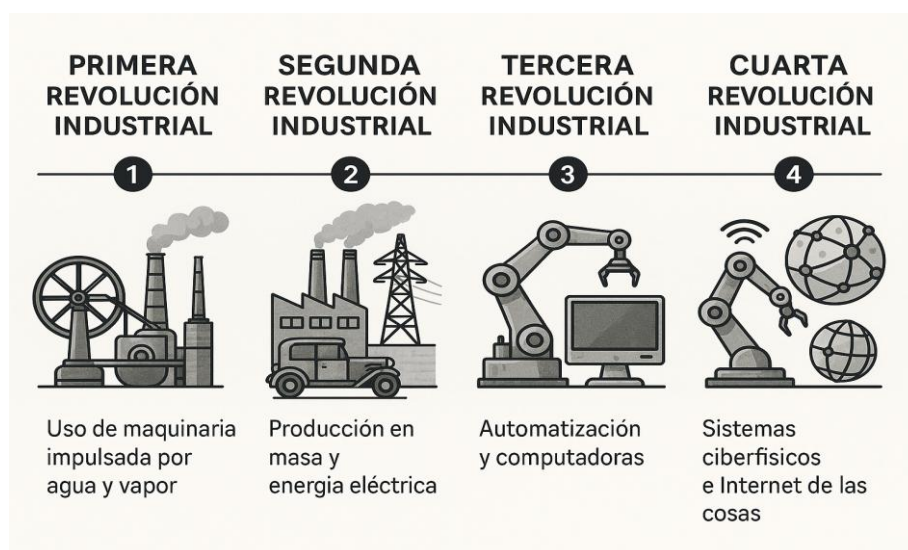 PRIMERA
REVOLUCIÓN
INDUSTRIAL
SEGUNDA
REVOLUCIÓN
INDUSTRIAL
TERCERA
REVOLUCIÓN
INDUSTRIAL
CUARTA
REVOLUCIÓN
INDUSTRIAL
1
2
3
4
Uso de maquinaria
impulsada por
agua y vapor
Producción en
masa y
energia eléctrica
Automatización
y computadoras
Sistemas
ciberfisicos
e Internet de las
cosas